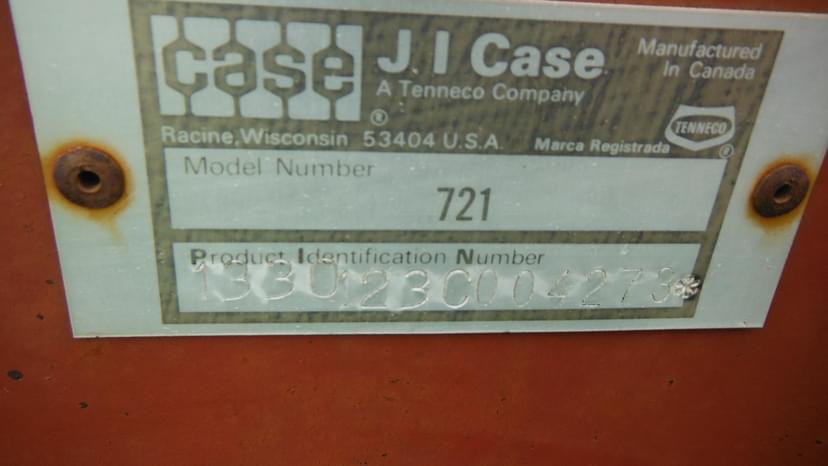 case
J I Case
A Tenneco Company
Manufactured
In Canada
®
Racine, Wisconsin 53404 U.S.A.
Marca Registrada
TENNECO
®
Model Number
721
Product Identification Number
1330123C004273*